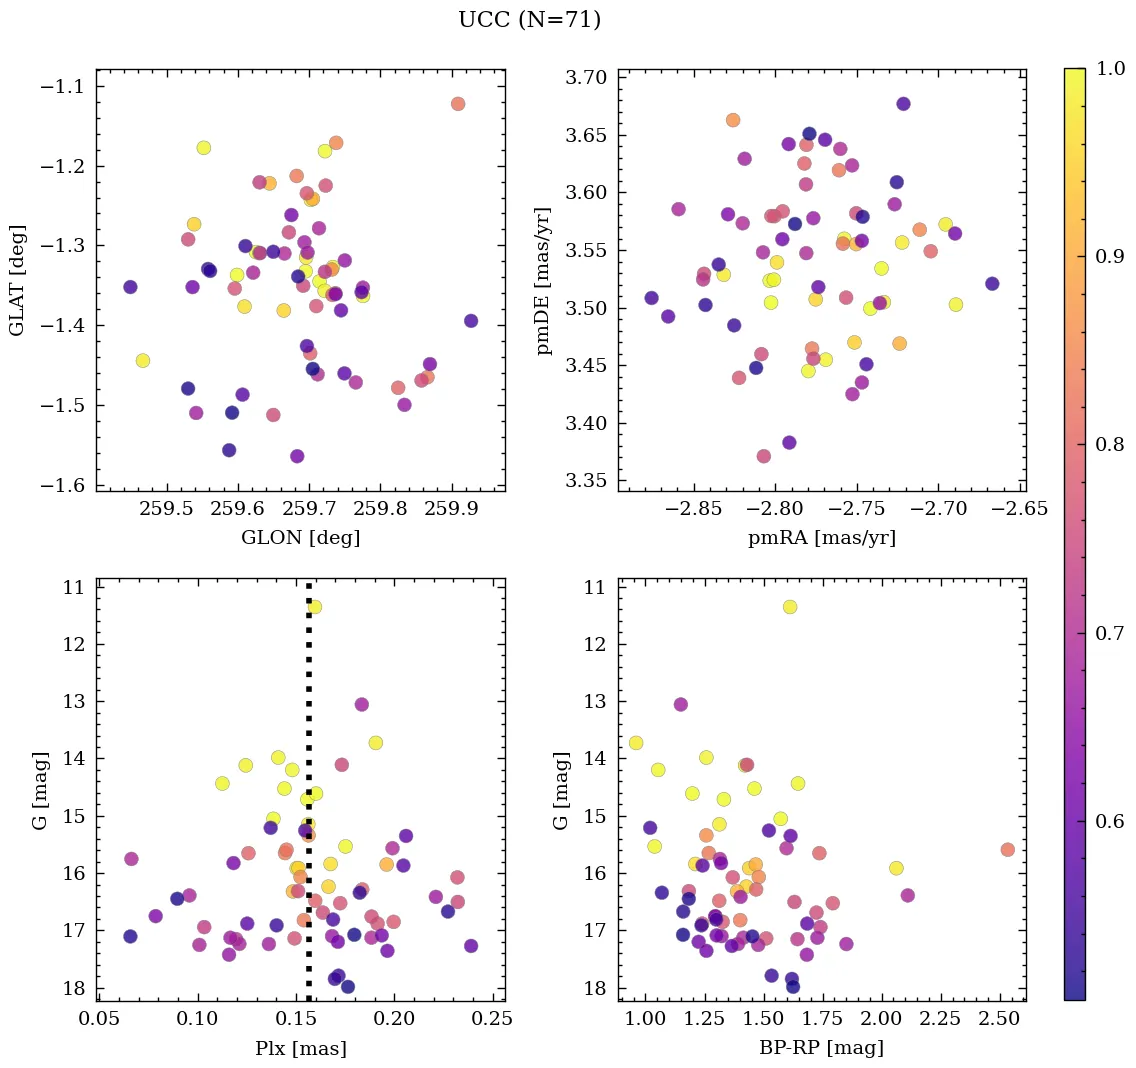 UCC (N=71)
−1.1
−1.2
−1.3
−1.4
−1.5
−1.6
GLAT [deg]
259.5 259.6 259.7 259.8 259.9
GLON [deg]
3.70
3.65
3.60
3.55
3.50
3.45
3.40
3.35
pmDE [mas/yr]
−2.85 −2.80 −2.75 −2.70 −2.65
pmRA [mas/yr]
11
12
13
14
15
16
17
18
G [mag]
0.05 0.10 0.15 0.20 0.25
Plx [mas]
11
12
13
14
15
16
17
18
G [mag]
1.00 1.25 1.50 1.75 2.00 2.25 2.50
BP-RP [mag]
1.0
0.9
0.8
0.7
0.6